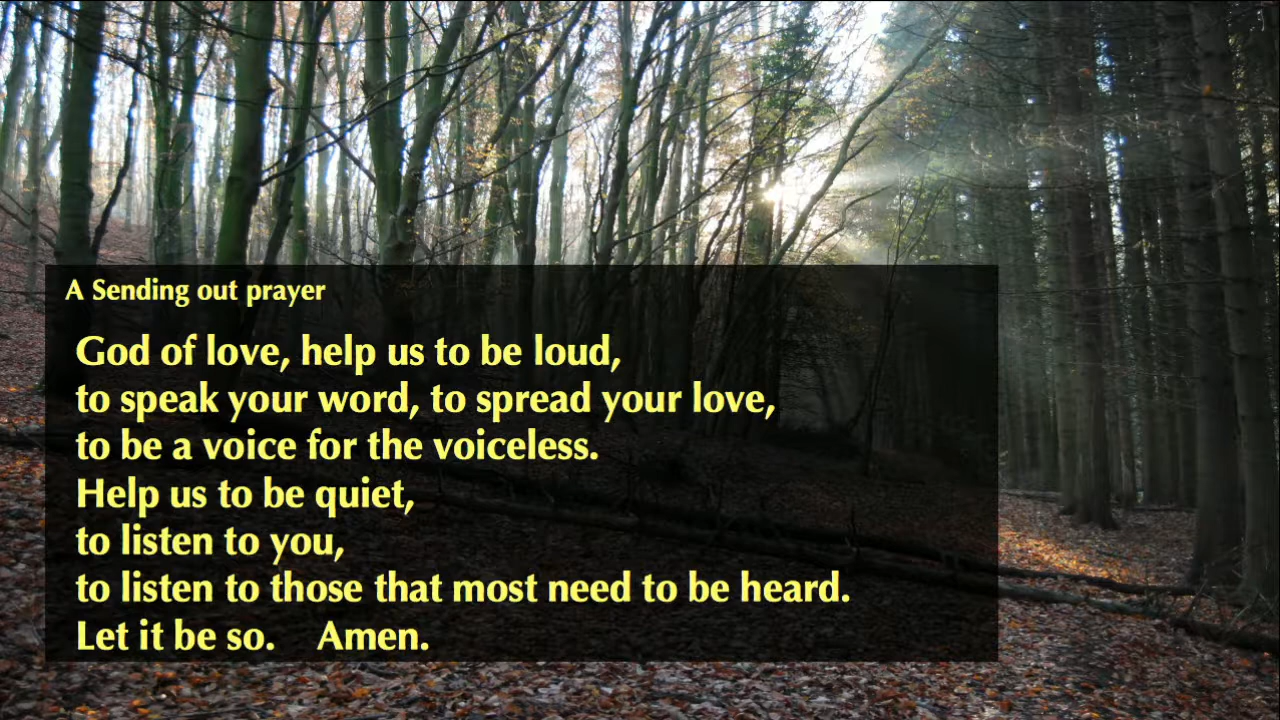 A Sending out prayer
God of love, help us to be loud,
to speak your word, to spread your love,
to be a voice for the voiceless.
Help us to be quiet,
to listen to you,
to listen to those that most need to be heard.
Let it be so. Amen.